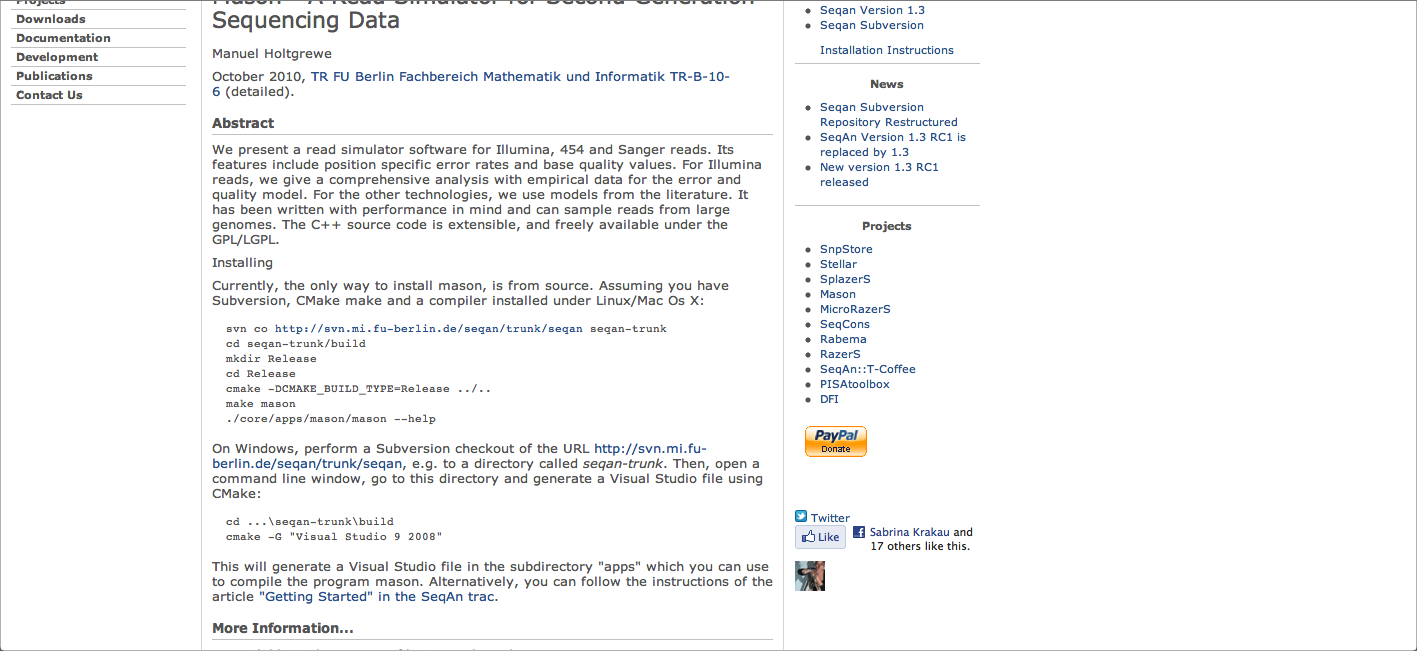 Projects
Downloads
Documentation
Development
Publications
Contact Us
Mason - A Read Simulator for Second Generation
Sequencing Data
Manuel Holtgrewe
October 2010, TR FU Berlin Fachbereich Mathematik und Informatik TR-B-10-
6 (detailed).
Abstract
We present a read simulator software for Illumina, 454 and Sanger reads. Its
features include position specific error rates and base quality values. For Illumina
reads, we give a comprehensive analysis with empirical data for the error and
quality model. For the other technologies, we use models from the literature. It
has been written with performance in mind and can sample reads from large
genomes. The C++ source code is extensible, and freely available under the
GPL/LGPL.
Installing
Currently, the only way to install mason, is from source. Assuming you have
Subversion, CMake make and a compiler installed under Linux/Mac Os X:
svn co http://svn.mi.fu-berlin.de/seqan/trunk/seqan seqan-trunk
cd seqan-trunk/build
mkdir Release
cd Release
cmake -DCMAKE_BUILD_TYPE=Release ../..
make mason
./core/apps/mason/mason --help
On Windows, perform a Subversion checkout of the URL http://svn.mi.fu-
berlin.de/seqan/trunk/seqan, e.g. to a directory called seqan-trunk. Then, open a
command line window, go to this directory and generate a Visual Studio file using
CMake:
cd ...\seqan-trunk\build
cmake -G "Visual Studio 9 2008"
This will generate a Visual Studio file in the subdirectory "apps" which you can use
to compile the program mason. Alternatively, you can follow the instructions of the
article "Getting Started" in the SeqAn trac.
More Information...
Seqan Version 1.3
Seqan Subversion
Installation Instructions
News
Seqan Subversion
Repository Restructured
SeqAn Version 1.3 RC1 is
replaced by 1.3
New version 1.3 RC1
released
Projects
SnpStore
Stellar
SplazerS
Mason
MicroRazerS
SeqCons
Rabema
RazerS
SeqAn::T-Coffee
PISAtoolbox
DFI
PayPal
Donate
Twitter
Like
Sabrina Krakau and
17 others like this.